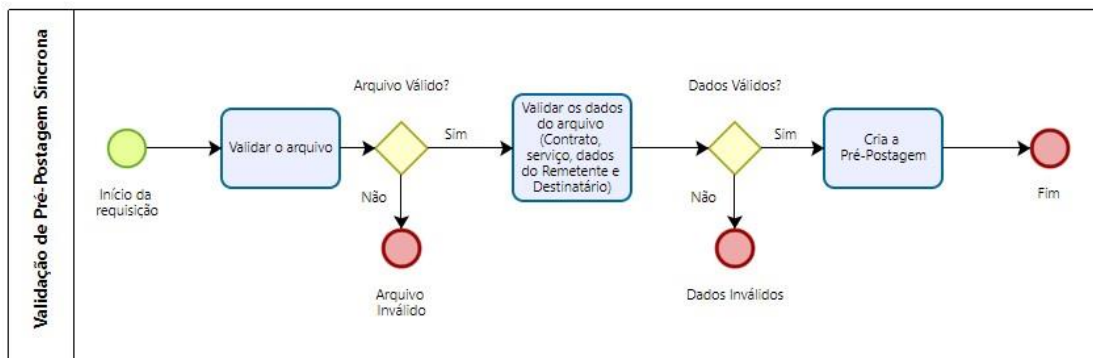 Validação de Pré-Postagem Síncrona
Início da
requisição
Validar o arquivo
Arquivo Válido?
Sim
Não
Arquivo
Inválido
Validar os dados
do arquivo
(Contrato,
serviço, dados
do Remetente e
Destinatário)
Dados Válidos?
Sim
Não
Dados Inválidos
Cria a
Pré-Postagem
Fim